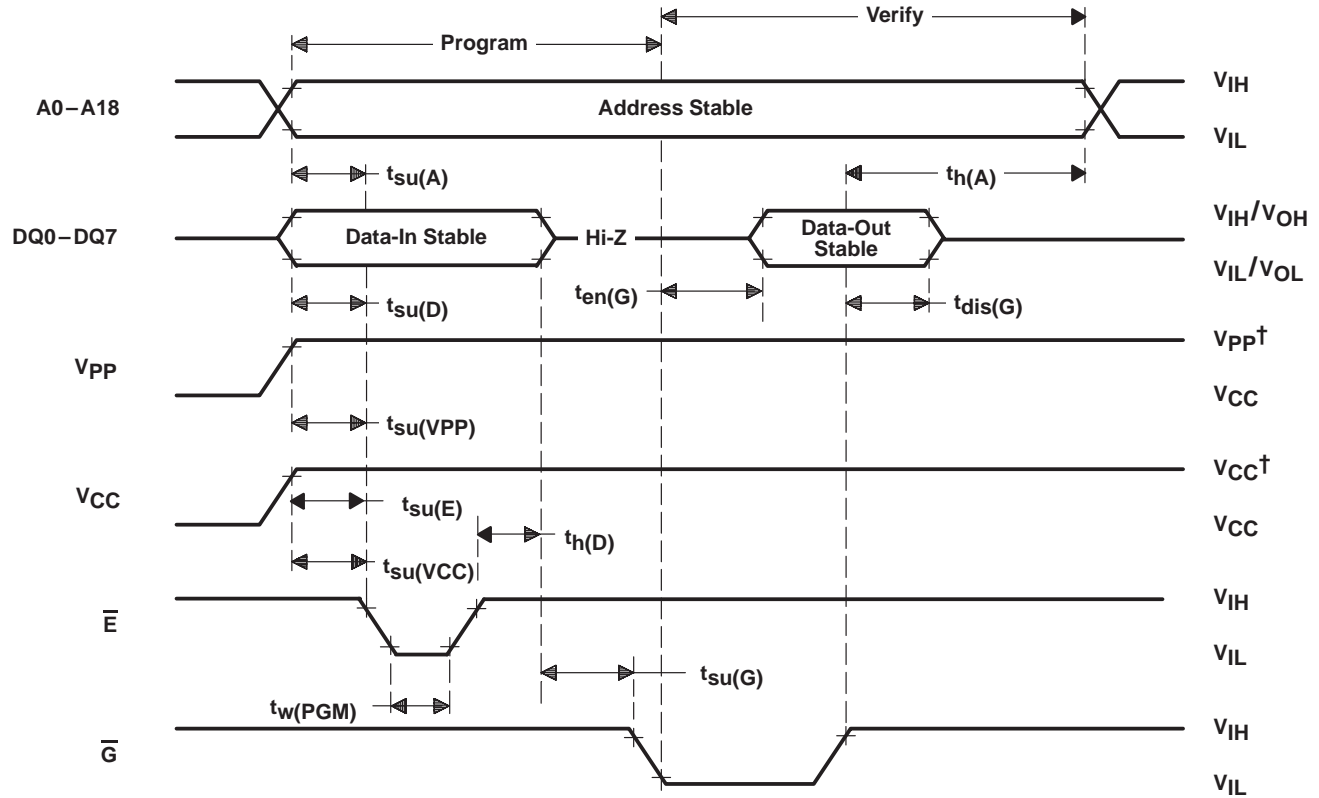 Verify
Program
A0–A18
Address Stable
VIH
VIL
tsu(A)
th(A)
DQ0–DQ7
Data-In Stable
Hi-Z
Data-Out
Stable
VIH/VOH
VIL/VOL
tsu(D)
ten(G)
tdis(G)
VPP
VPP†
VCC
tsu(VPP)
VCC
VCC†
VCC
tsu(E)
th(D)
tsu(VCC)
E̅
VIH
VIL
tsu(G)
tw(PGM)
G̅
VIH
VIL